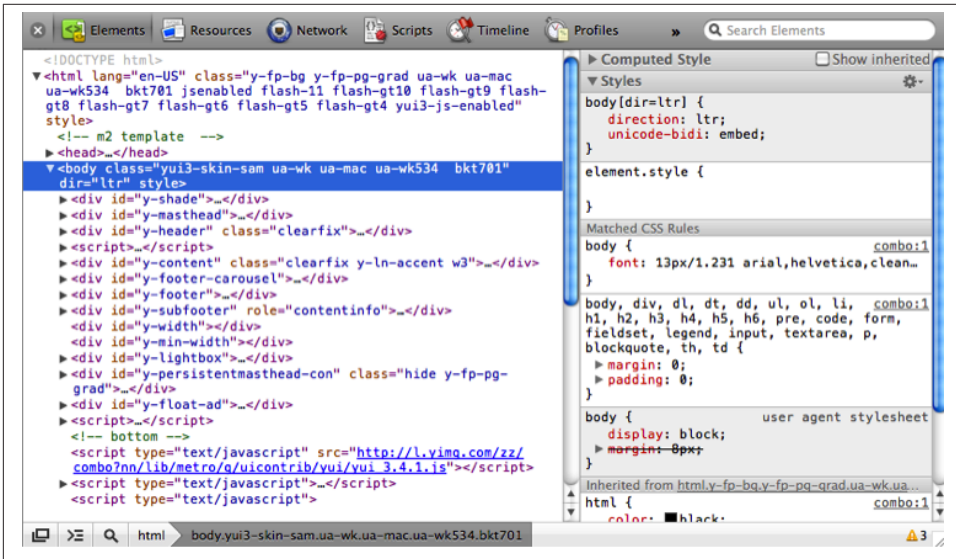 Elements Resources Network Scripts Timeline Profiles » Search Elements
<!DOCTYPE html>
▼<html lang="en-US" class="y-fp-bg y-fp-pg-grad ua-wk ua-mac
ua-wk534  bkt701 jsenabled flash-11 flash-gt10 flash-gt9 flash-
gt8 flash-gt7 flash-gt6 flash-gt5 flash-gt4 yui3-js-enabled"
style>
<!-- m2 template  -->
▶<head>…</head>
▼<body class="yui3-skin-sam ua-wk ua-mac ua-wk534  bkt701"
dir="ltr" style>
▶<div id="y-shade">…</div>
▶<div id="y-masthead">…</div>
▶<div id="y-header" class="clearfix">…</div>
▶<script>…</script>
▶<div id="y-content" class="clearfix y-ln-accent w3">…</div>
▶<div id="y-footer-carousel">…</div>
▶<div id="y-footer">…</div>
▶<div id="y-subfooter" role="contentinfo">…</div>
<div id="y-width"></div>
<div id="y-min-width"></div>
▶<div id="y-lightbox">…</div>
▶<div id="y-persistentmasthead-con" class="hide y-fp-pg-
grad">…</div>
▶<div id="y-float-ad">…</div>
▶<script>…</script>
<!-- bottom -->
<script type="text/javascript" src="http://l.yimg.com/zz/
combo?nn/lib/metro/g/uicontrib/yui/yui_3.4.1.js"></script>
▶<script type="text/javascript">…</script>
<script type="text/javascript">
▶ Computed Style Show inherited
▼ Styles
body[dir=ltr] {
direction: ltr;
unicode-bidi: embed;
}
element.style {
}
Matched CSS Rules
body { combo:1
font: 13px/1.231 arial,helvetica,clean…
}
body, div, dl, dt, dd, ul, ol, li, combo:1
h1, h2, h3, h4, h5, h6, pre, code, form,
fieldset, legend, input, textarea, p,
blockquote, th, td {
▶ margin: 0;
▶ padding: 0;
}
body { user agent stylesheet
display: block;
▶ margin: 8px;
}
Inherited from html.y-fp-bg.y-fp-pg-grad.ua-wk.ua…
html { combo:1
color: black;
html body.yui3-skin-sam.ua-wk.ua-mac.ua-wk534.bkt701 3